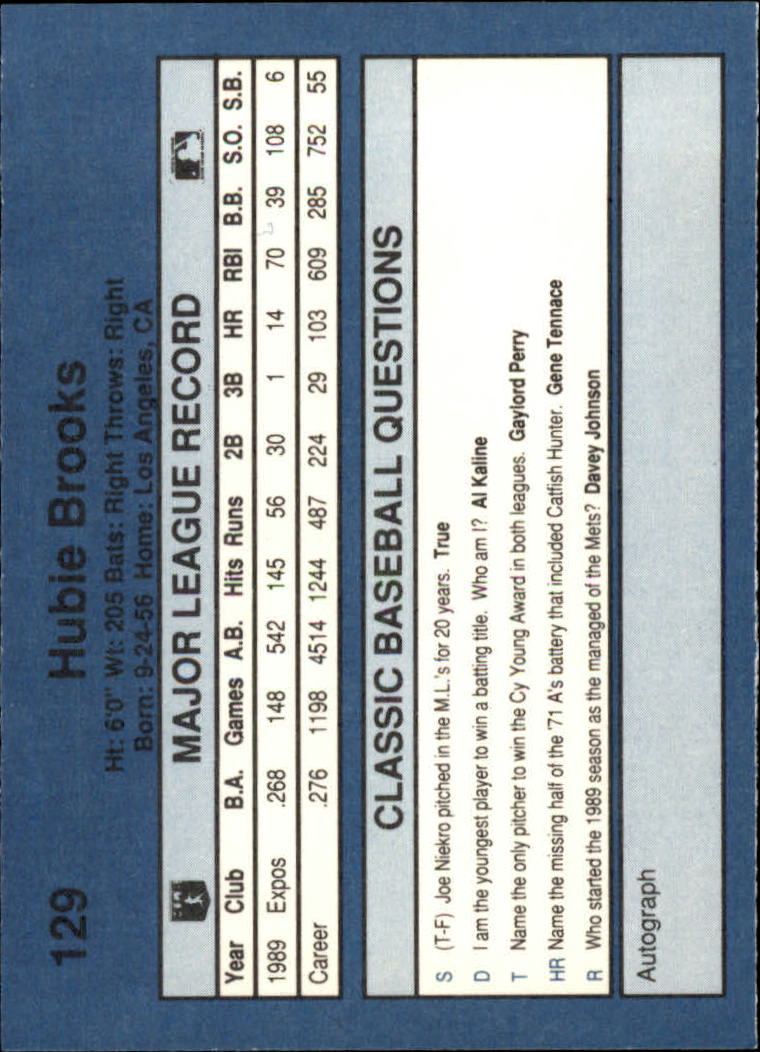 129 Hubie Brooks
Ht: 6'0" Wt: 205 Bats: Right Throws: Right
Born: 9-24-56 Home: Los Angeles, CA
MAJOR LEAGUE RECORD
Year Club B.A. Games A.B. Hits Runs 2B 3B HR RBI B.B. S.O. S.B.
1989 Expos .268 148 542 145 56 30 1 14 70 39 108 6
Career .276 1198 4514 1244 487 224 29 103 609 285 752 55
CLASSIC BASEBALL QUESTIONS
S (T-F) Joe Niekro pitched in the M.L.'s for 20 years. True
D I am the youngest player to win a batting title. Who am I? Al Kaline
T Name the only pitcher to win the Cy Young Award in both leagues. Gaylord Perry
HR Name the missing half of the '71 A's battery that included Catfish Hunter. Gene Tennace
R Who started the 1989 season as the managed of the Mets? Davey Johnson
Autograph